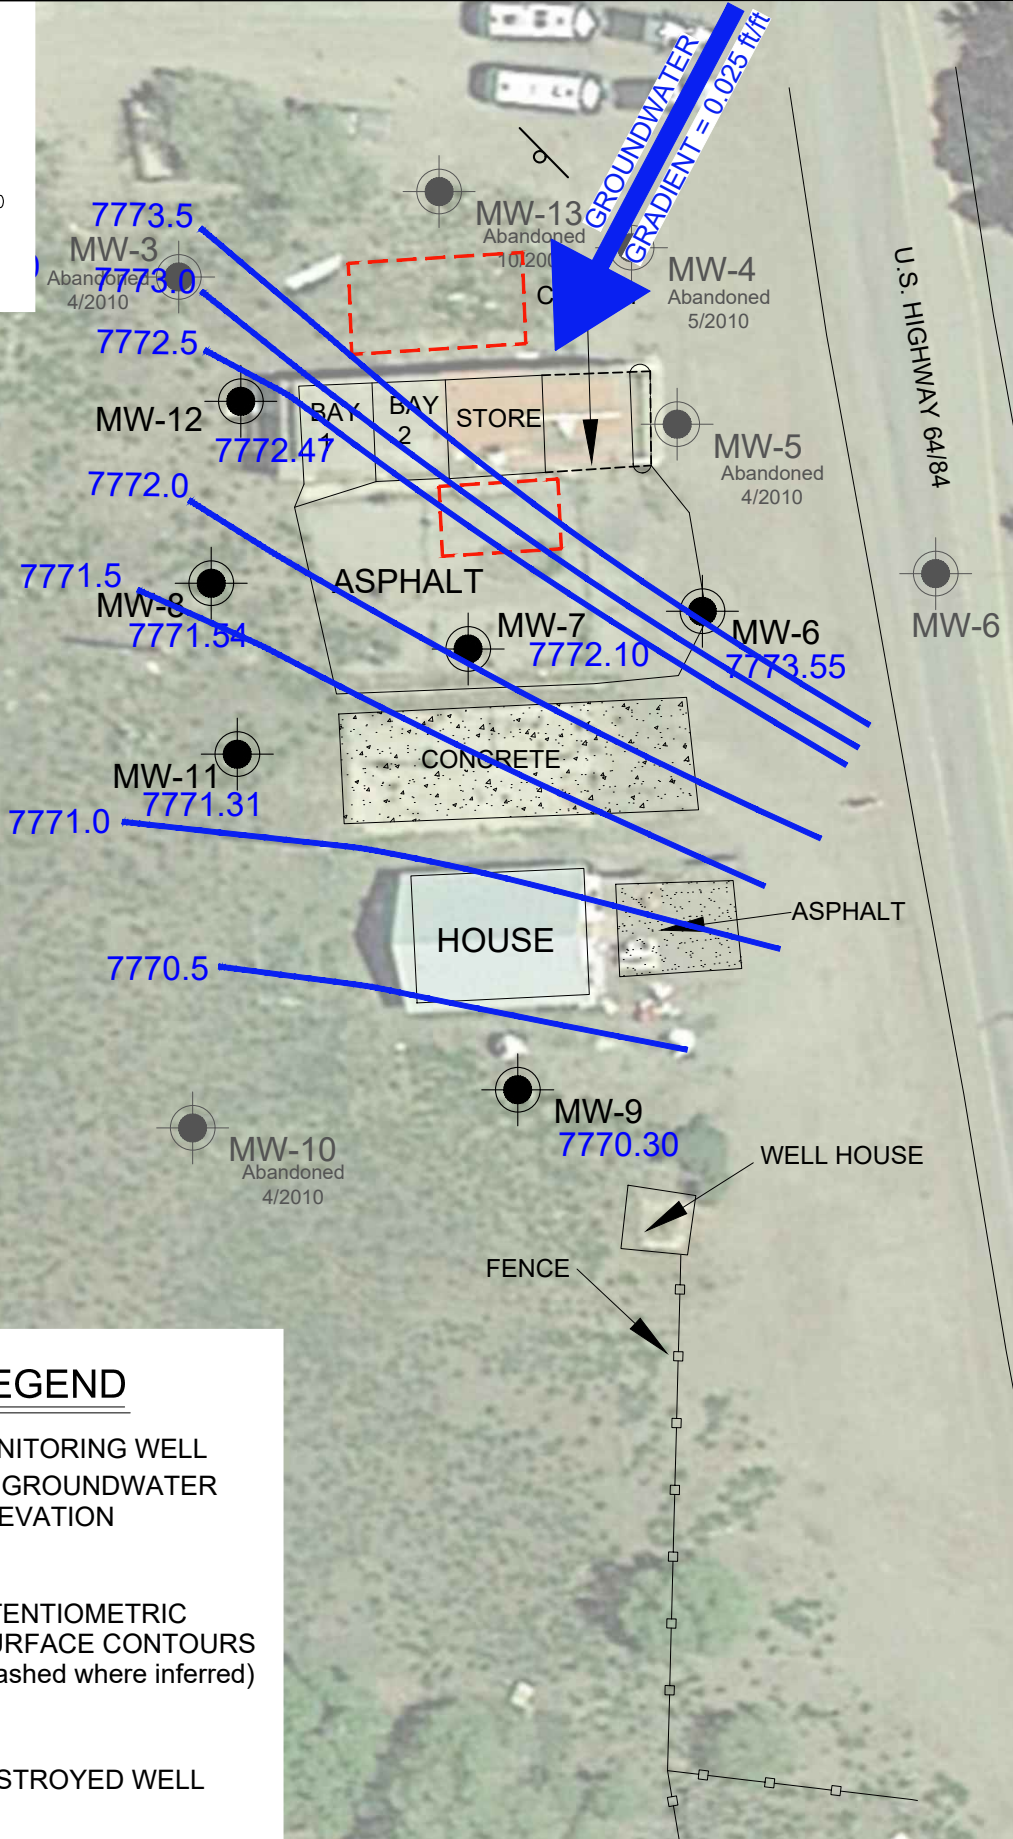 GROUNDWATER
GRADIENT = 0.025 ft/ft
7773.5
MW-3
Abandoned
4/2010
7773.0
7772.5
MW-13
Abandoned
MW-4
Abandoned
5/2010
U.S. HIGHWAY 64/84
MW-12
7772.47
BAY
1
BAY
2
STORE
MW-5
Abandoned
4/2010
7772.0
7771.5
MW-8
7771.54
ASPHALT
MW-7
7772.10
MW-6
7773.55
MW-6
CONCRETE
MW-11
7771.31
7771.0
HOUSE
ASPHALT
7770.5
MW-9
7770.30
MW-10
Abandoned
4/2010
WELL HOUSE
FENCE
EGEND
NITORING WELL
GROUNDWATER
EVATION
TENTIOMETRIC
URFACE CONTOURS
ashed where inferred)
STROYED WELL